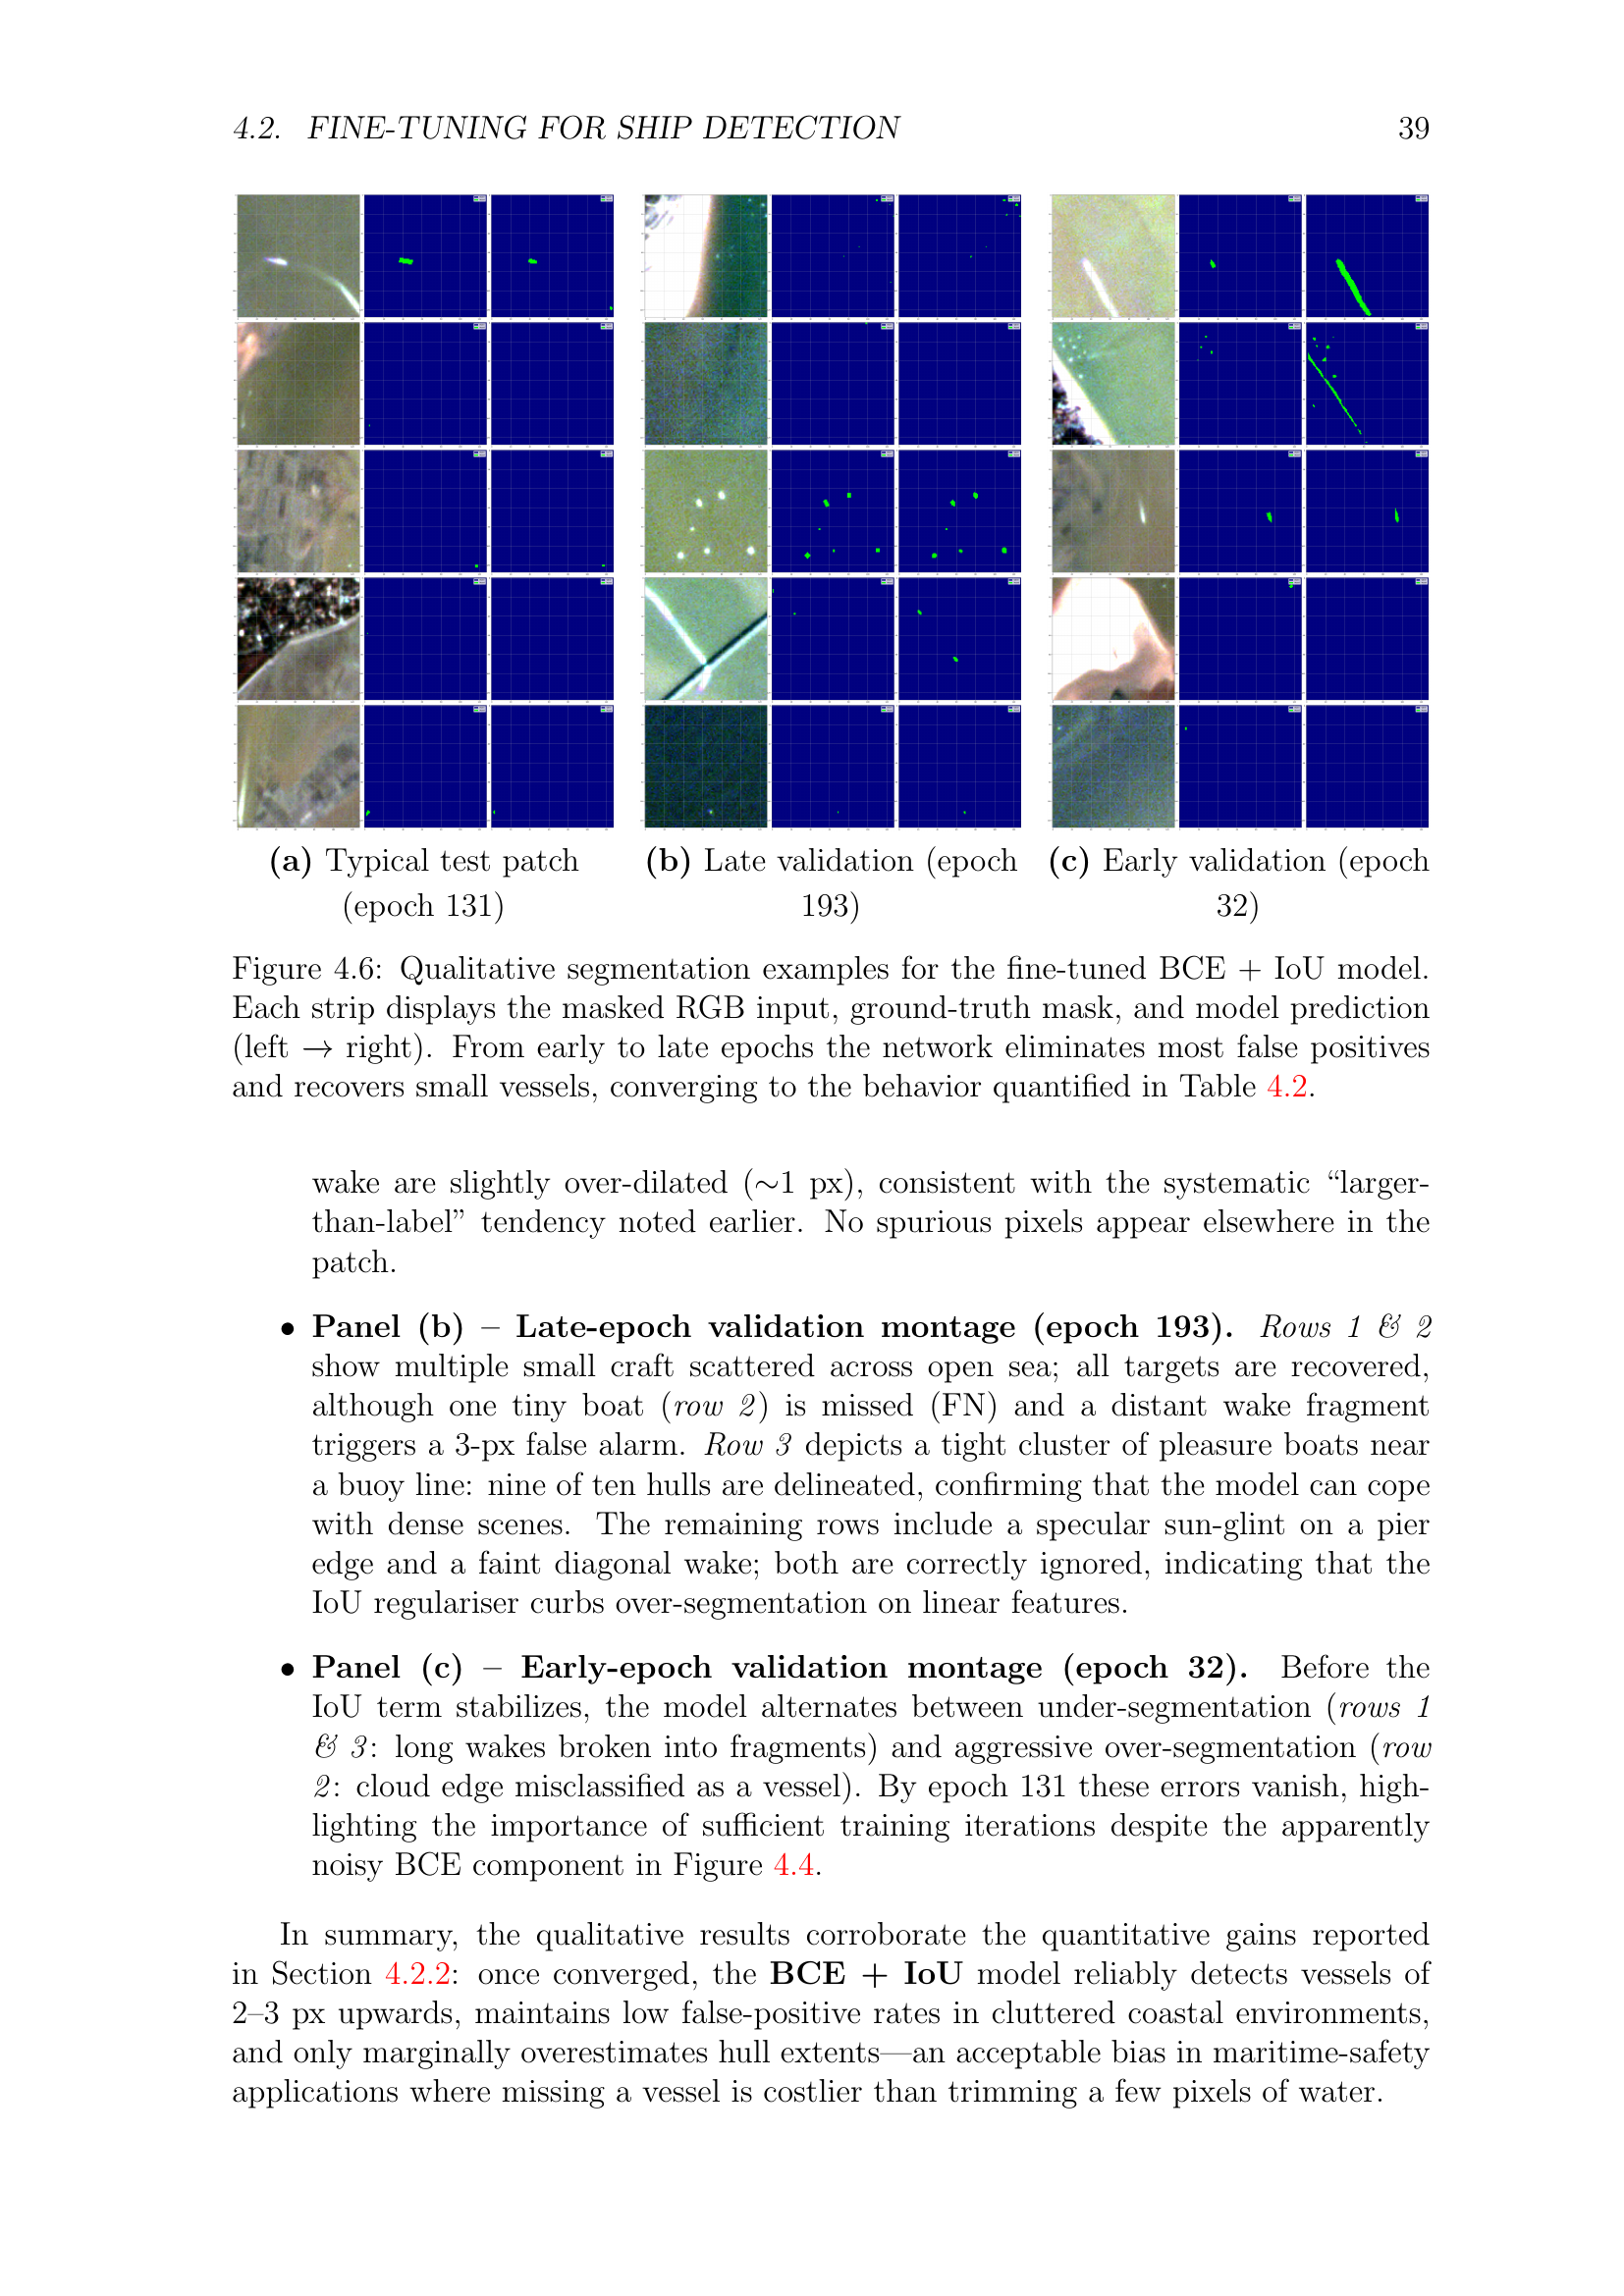 4.2. FINE-TUNING FOR SHIP DETECTION 39
(a) Typical test patch
(epoch 131)
(b) Late validation (epoch
193)
(c) Early validation (epoch
32)
Figure 4.6: Qualitative segmentation examples for the fine-tuned BCE + IoU model.
Each strip displays the masked RGB input, ground-truth mask, and model prediction
(left → right). From early to late epochs the network eliminates most false positives
and recovers small vessels, converging to the behavior quantified in Table 4.2.
wake are slightly over-dilated (∼1 px), consistent with the systematic “larger-
than-label” tendency noted earlier. No spurious pixels appear elsewhere in the
patch.
• Panel (b) – Late-epoch validation montage (epoch 193). Rows 1 & 2
show multiple small craft scattered across open sea; all targets are recovered,
although one tiny boat (row 2) is missed (FN) and a distant wake fragment
triggers a 3-px false alarm. Row 3 depicts a tight cluster of pleasure boats near
a buoy line: nine of ten hulls are delineated, confirming that the model can cope
with dense scenes. The remaining rows include a specular sun-glint on a pier
edge and a faint diagonal wake; both are correctly ignored, indicating that the
IoU regulariser curbs over-segmentation on linear features.
• Panel (c) – Early-epoch validation montage (epoch 32). Before the
IoU term stabilizes, the model alternates between under-segmentation (rows 1
& 3: long wakes broken into fragments) and aggressive over-segmentation (row
2: cloud edge misclassified as a vessel). By epoch 131 these errors vanish, high-
lighting the importance of sufficient training iterations despite the apparently
noisy BCE component in Figure 4.4.
In summary, the qualitative results corroborate the quantitative gains reported
in Section 4.2.2: once converged, the BCE + IoU model reliably detects vessels of
2–3 px upwards, maintains low false-positive rates in cluttered coastal environments,
and only marginally overestimates hull extents—an acceptable bias in maritime-safety
applications where missing a vessel is costlier than trimming a few pixels of water.